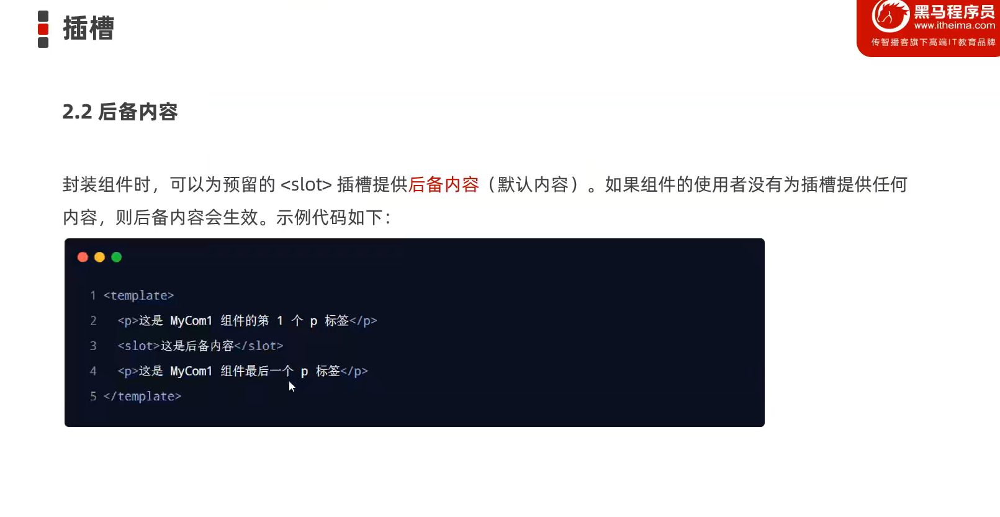 插槽
黑马程序员
www.itheima.com
传智播客旗下高端IT教育品牌
2.2 后备内容
封装组件时，可以为预留的 <slot> 插槽提供后备内容（默认内容）。如果组件的使用者没有为插槽提供任何
内容，则后备内容会生效。示例代码如下：
1 <template>
2 <p>这是 MyCom1 组件的第 1 个 p 标签</p>
3 <slot>这是后备内容</slot>
4 <p>这是 MyCom1 组件最后一个 p 标签</p>
5 </template>